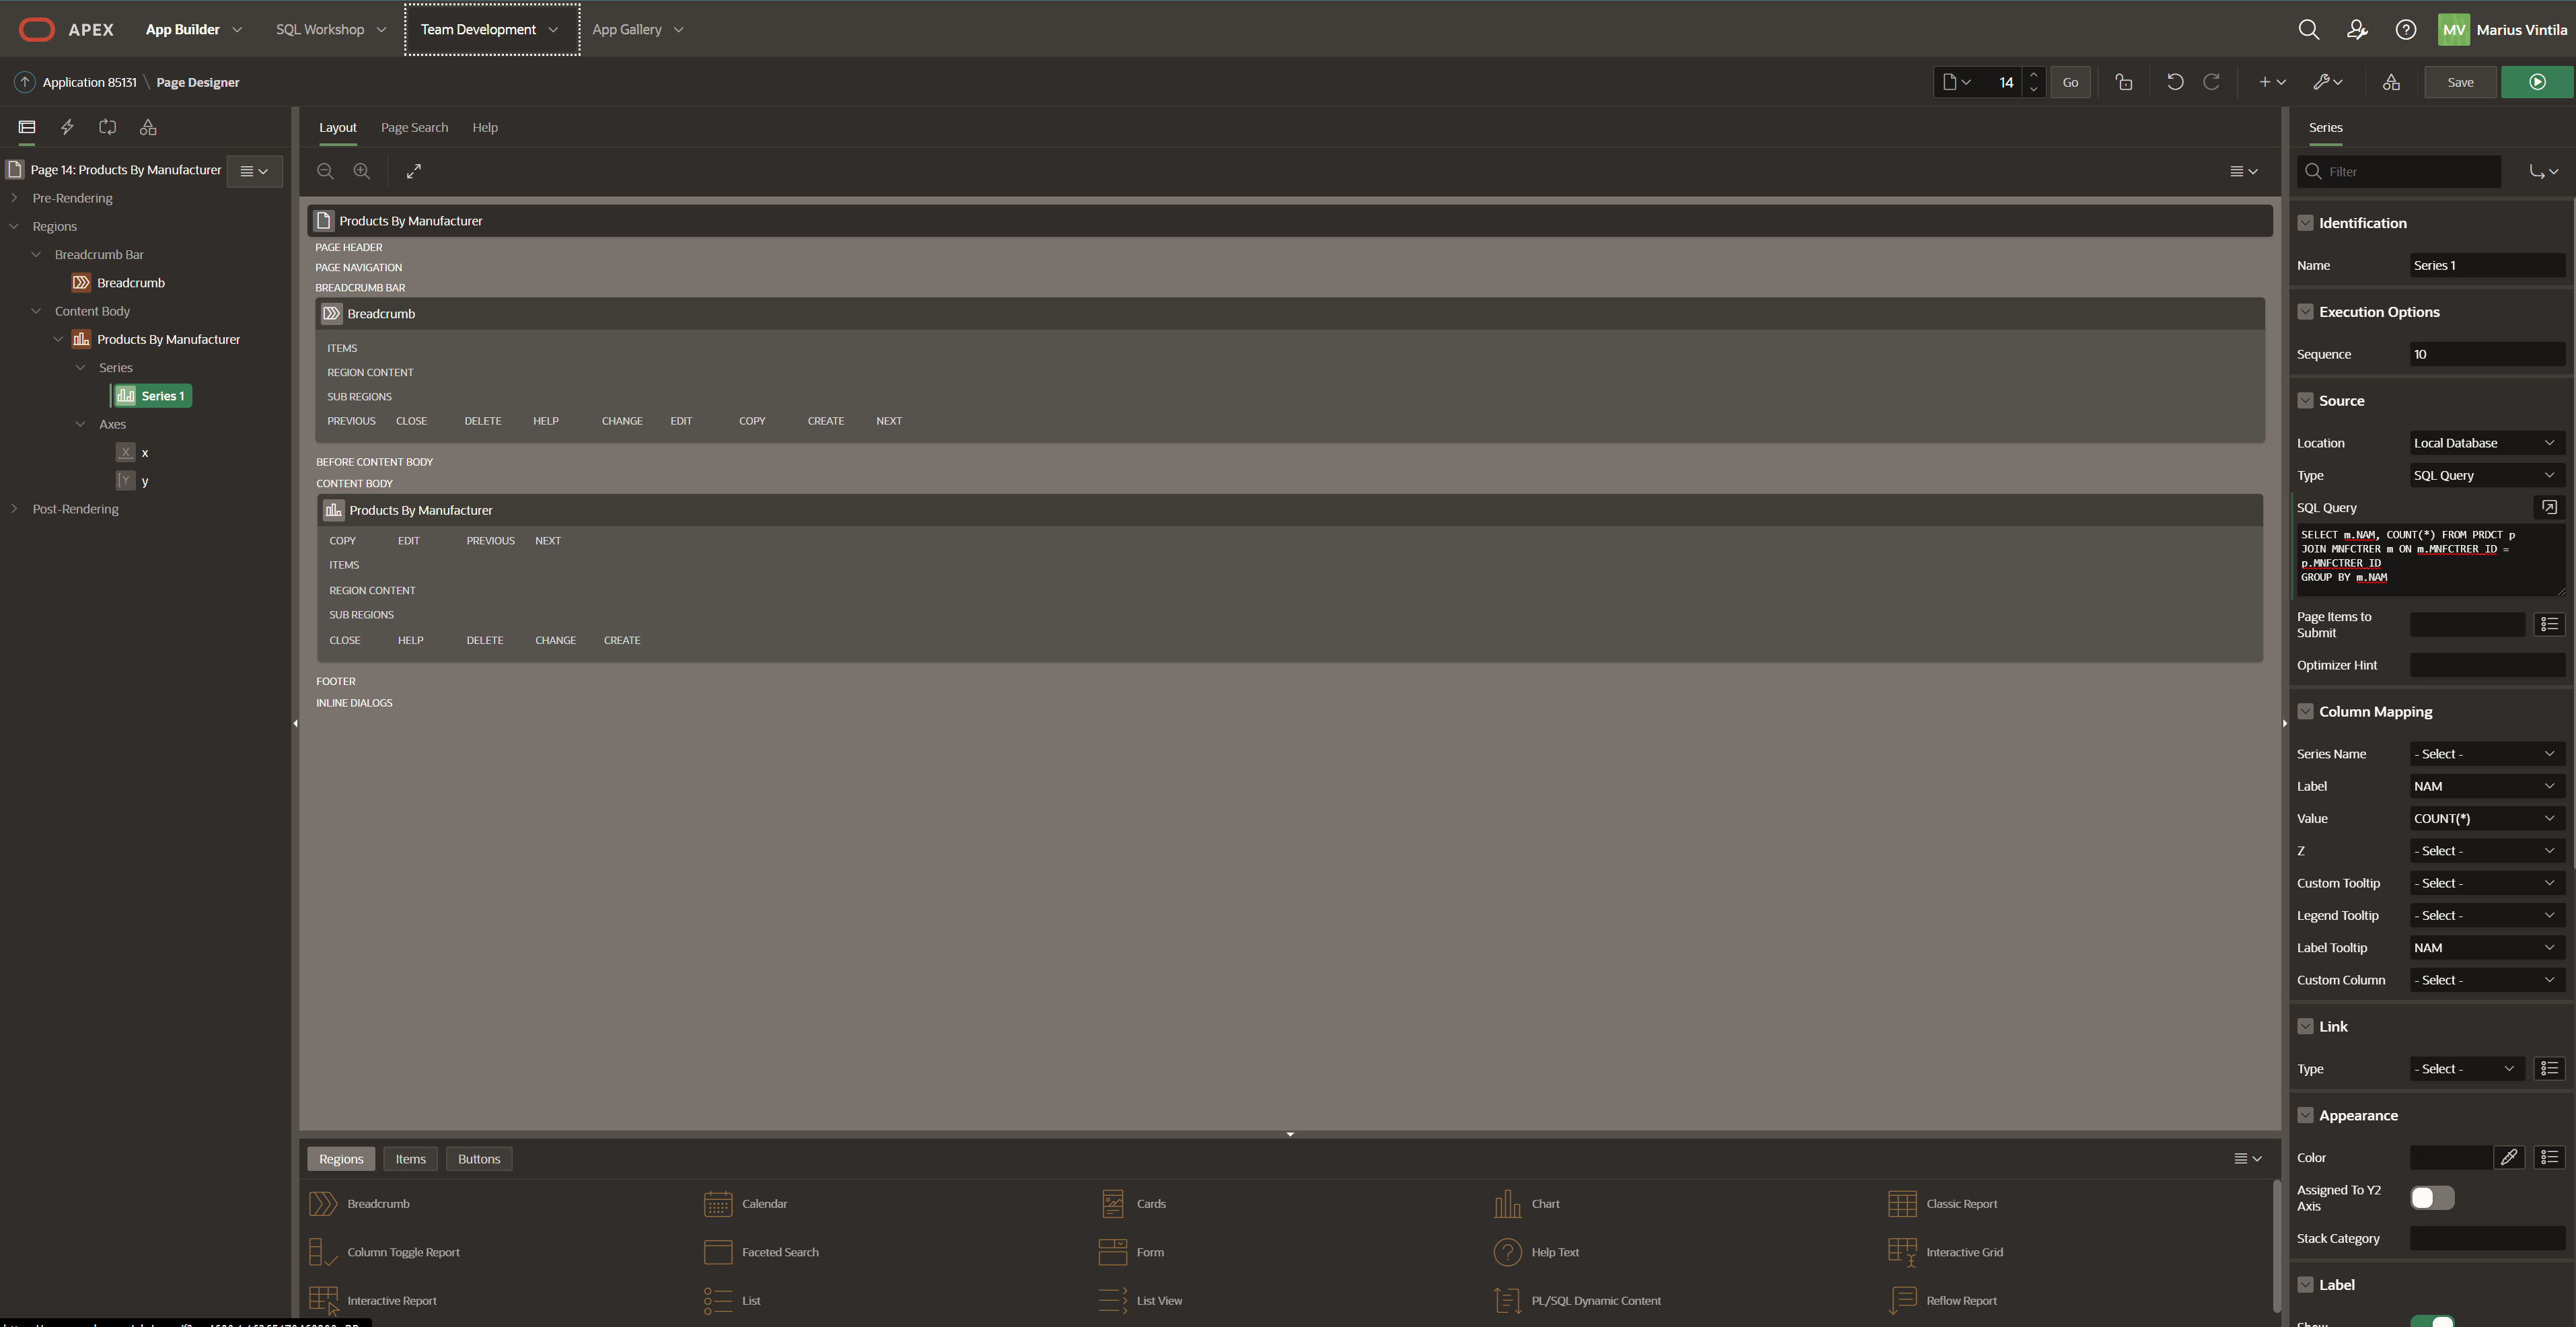 APEX App Builder SQL Workshop Team Development App Gallery MV Marius Vintila
Application 85131 \ Page Designer 14 Go Save
Layout Page Search Help
Series
Page 14: Products By Manufacturer
Filter
Pre-Rendering
Regions
Breadcrumb Bar
Breadcrumb
Content Body
Products By Manufacturer
Series
Series 1
Axes
X x
Y y
Post-Rendering
Products By Manufacturer
PAGE HEADER
PAGE NAVIGATION
BREADCRUMB BAR
Breadcrumb
ITEMS
REGION CONTENT
SUB REGIONS
PREVIOUS CLOSE DELETE HELP CHANGE EDIT COPY CREATE NEXT
BEFORE CONTENT BODY
CONTENT BODY
Products By Manufacturer
COPY EDIT PREVIOUS NEXT
ITEMS
REGION CONTENT
SUB REGIONS
CLOSE HELP DELETE CHANGE CREATE
FOOTER
INLINE DIALOGS
Regions Items Buttons
Breadcrumb Calendar Cards Chart Classic Report
Column Toggle Report Faceted Search Form Help Text Interactive Grid
Interactive Report List List View PL/SQL Dynamic Content Reflow Report
Identification
Name Series 1
Execution Options
Sequence 10
Source
Location Local Database
Type SQL Query
SQL Query
SELECT m.NAM, COUNT(*) FROM PRDCT p
JOIN MNFCTRER m ON m.MNFCTRER_ID =
p.MNFCTRER_ID
GROUP BY m.NAM
Page Items to
Submit
Optimizer Hint
Column Mapping
Series Name - Select -
Label NAM
Value COUNT(*)
Z - Select -
Custom Tooltip - Select -
Legend Tooltip - Select -
Label Tooltip NAM
Custom Column - Select -
Link
Type - Select -
Appearance
Color
Assigned To Y2
Axis
Stack Category
Label
Show